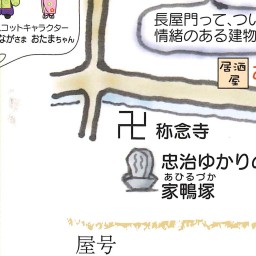 コットキャラクター
ながさま おたまちゃん
長屋門って、つい
情緒のある建物
居酒屋
卍 称念寺
忠治ゆかりの
あひるづか
家鴨塚
屋号